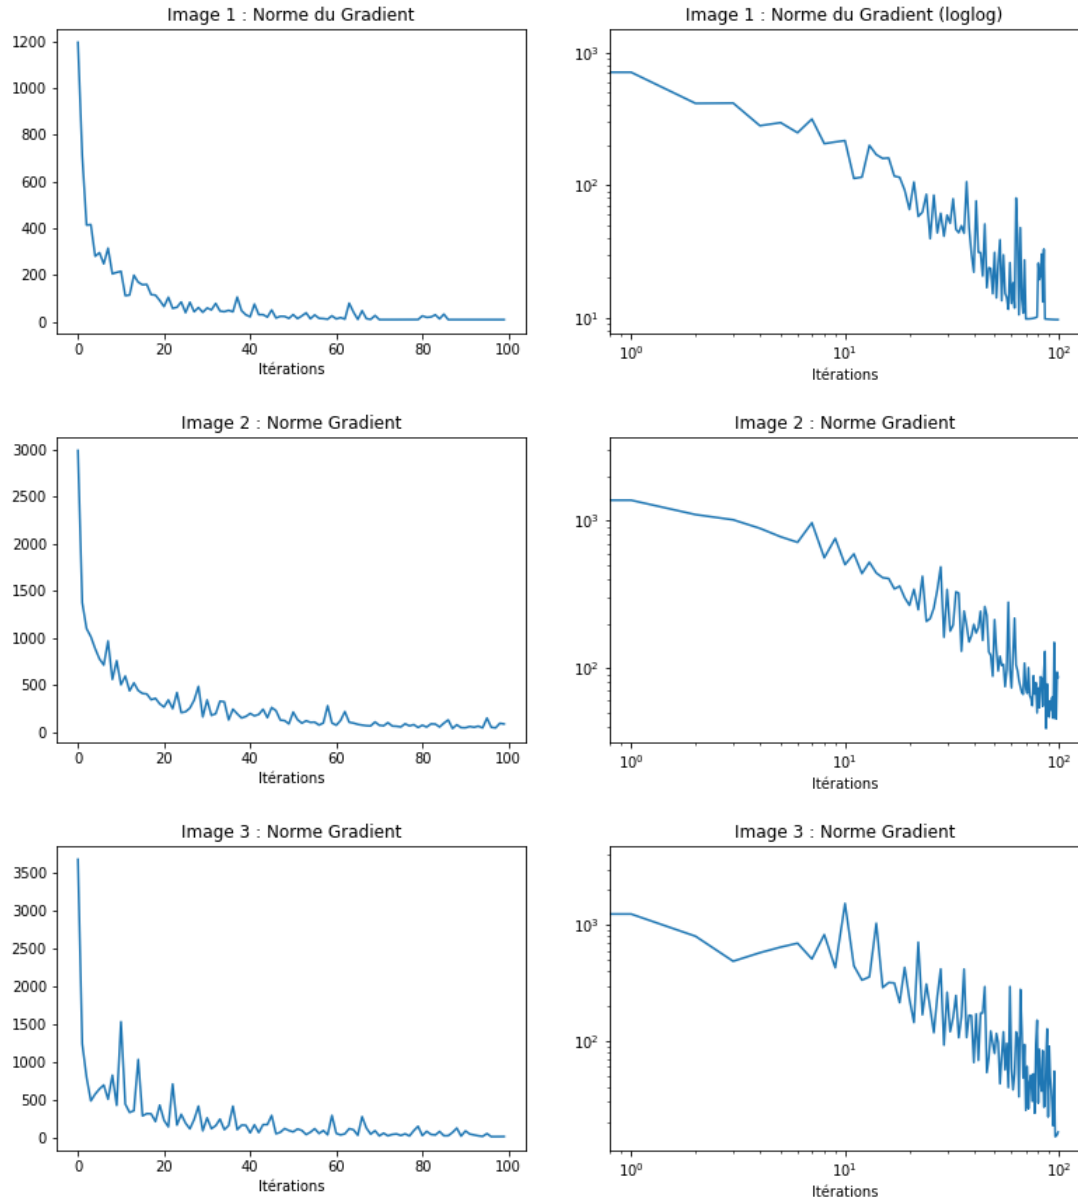 Image 1 : Norme du Gradient
1200
1000
800
600
400
200
0
0 20 40 60 80 100
Itérations
Image 1 : Norme du Gradient (loglog)
10³
10²
10¹
10⁰ 10¹ 10²
Itérations
Image 2 : Norme Gradient
3000
2500
2000
1500
1000
500
0
0 20 40 60 80 100
Itérations
Image 2 : Norme Gradient
10³
10²
10⁰ 10¹ 10²
Itérations
Image 3 : Norme Gradient
3500
3000
2500
2000
1500
1000
500
0
0 20 40 60 80 100
Itérations
Image 3 : Norme Gradient
10³
10²
10⁰ 10¹ 10²
Itérations